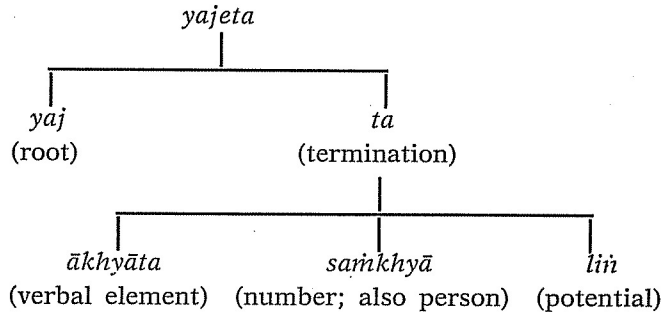 yajeta
yaj ta
(root) (termination)
ākhyāta saṁkhyā liṅ
(verbal element) (number; also person) (potential)